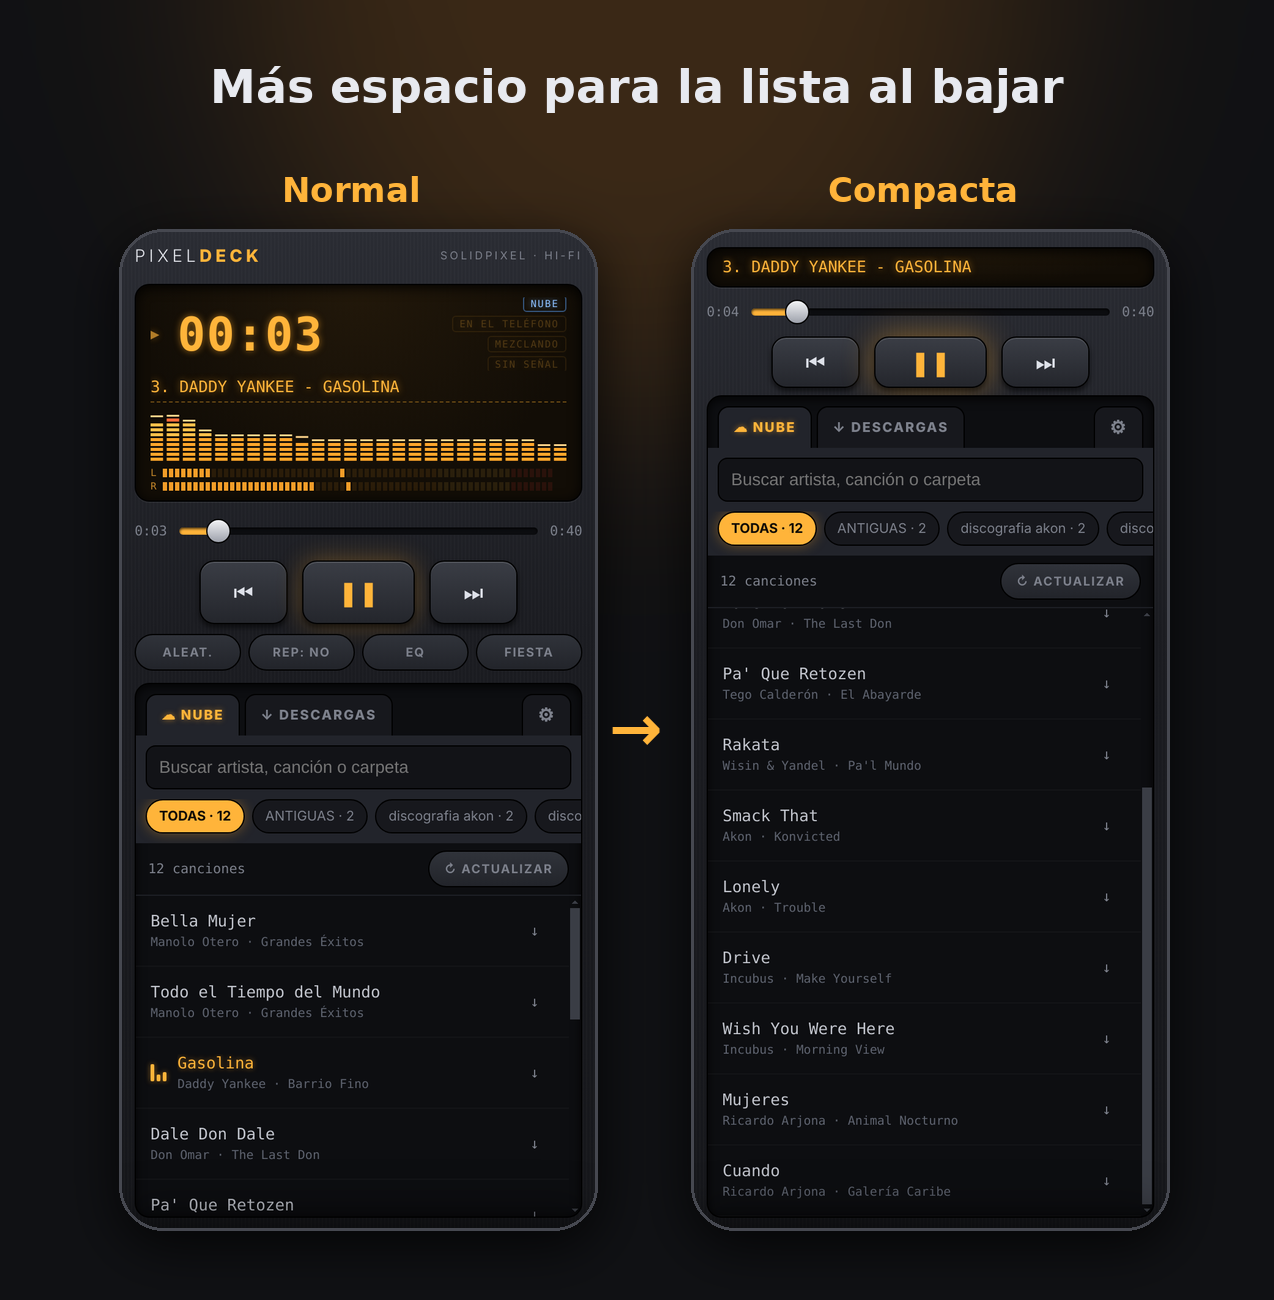 Más espacio para la lista al bajar
Normal
PIXELDECK
SOLIDPIXEL · HI-FI
00:03
NUBE
EN EL TELÉFONO
MEZCLANDO
SIN SEÑAL
3. DADDY YANKEE - GASOLINA
L
R
0:03
0:40
ALEAT.
REP: NO
EQ
FIESTA
NUBE
DESCARGAS
Buscar artista, canción o carpeta
TODAS · 12
ANTIGUAS · 2
discografia akon · 2
disco
12 canciones
ACTUALIZAR
Bella Mujer
Manolo Otero · Grandes Éxitos
Todo el Tiempo del Mundo
Manolo Otero · Grandes Éxitos
Gasolina
Daddy Yankee · Barrio Fino
Dale Don Dale
Don Omar · The Last Don
Pa' Que Retozen
Compacta
3. DADDY YANKEE - GASOLINA
0:04
0:40
NUBE
DESCARGAS
Buscar artista, canción o carpeta
TODAS · 12
ANTIGUAS · 2
discografia akon · 2
disco
12 canciones
ACTUALIZAR
Don Omar · The Last Don
Pa' Que Retozen
Tego Calderón · El Abayarde
Rakata
Wisin & Yandel · Pa'l Mundo
Smack That
Akon · Konvicted
Lonely
Akon · Trouble
Drive
Incubus · Make Yourself
Wish You Were Here
Incubus · Morning View
Mujeres
Ricardo Arjona · Animal Nocturno
Cuando
Ricardo Arjona · Galería Caribe